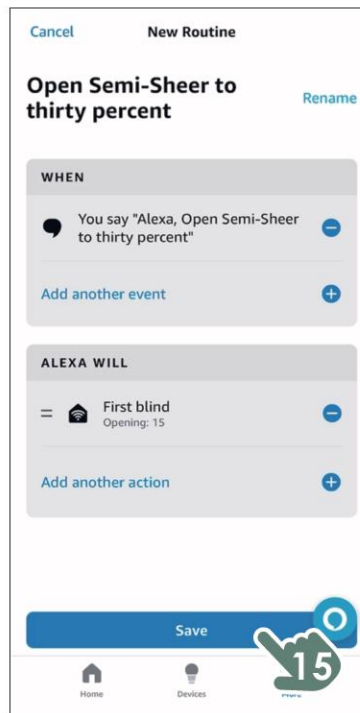 Cancel New Routine
Open Semi-Sheer to
thirty percent
Rename
WHEN
You say "Alexa, Open Semi-Sheer
to thirty percent"
Add another event
ALEXA WILL
First blind
Opening: 15
Add another action
Save
15
Home Devices